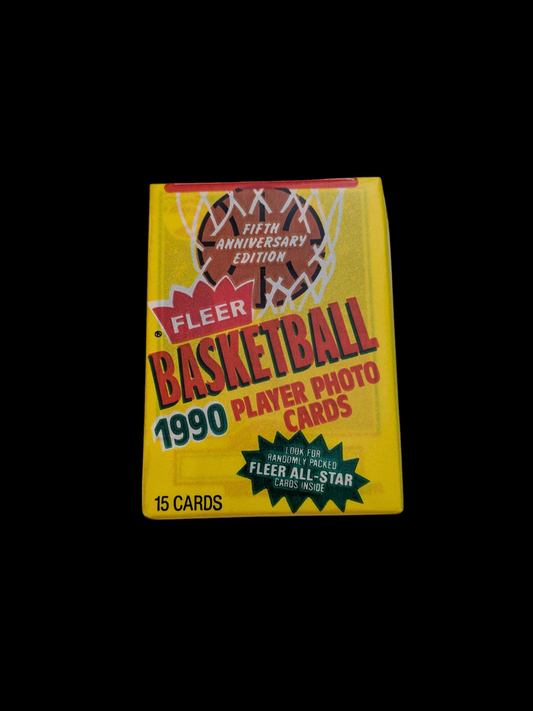 FIFTH
ANNIVERSARY
EDITION
FLEER
®
BASKETBALL
1990 PLAYER PHOTO
CARDS
LOOK FOR
RANDOMLY PACKED
FLEER ALL-STAR
CARDS INSIDE
15 CARDS